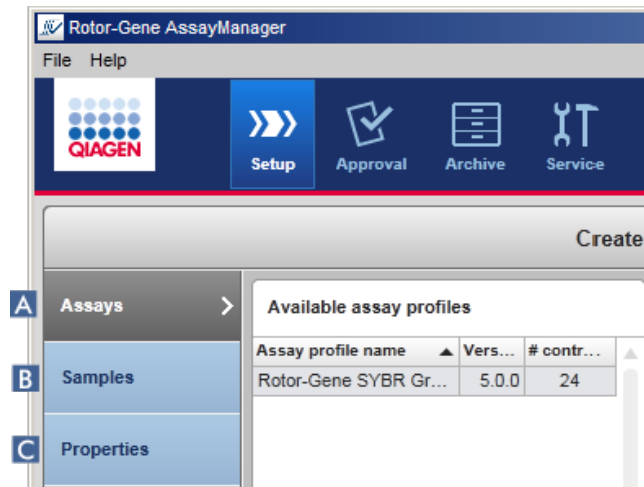 Rotor-Gene AssayManager
File Help
QIAGEN
Setup Approval Archive Service
Create
A Assays
Available assay profiles
Assay profile name Vers... # contr...
Rotor-Gene SYBR Gr... 5.0.0 24
B Samples
C Properties